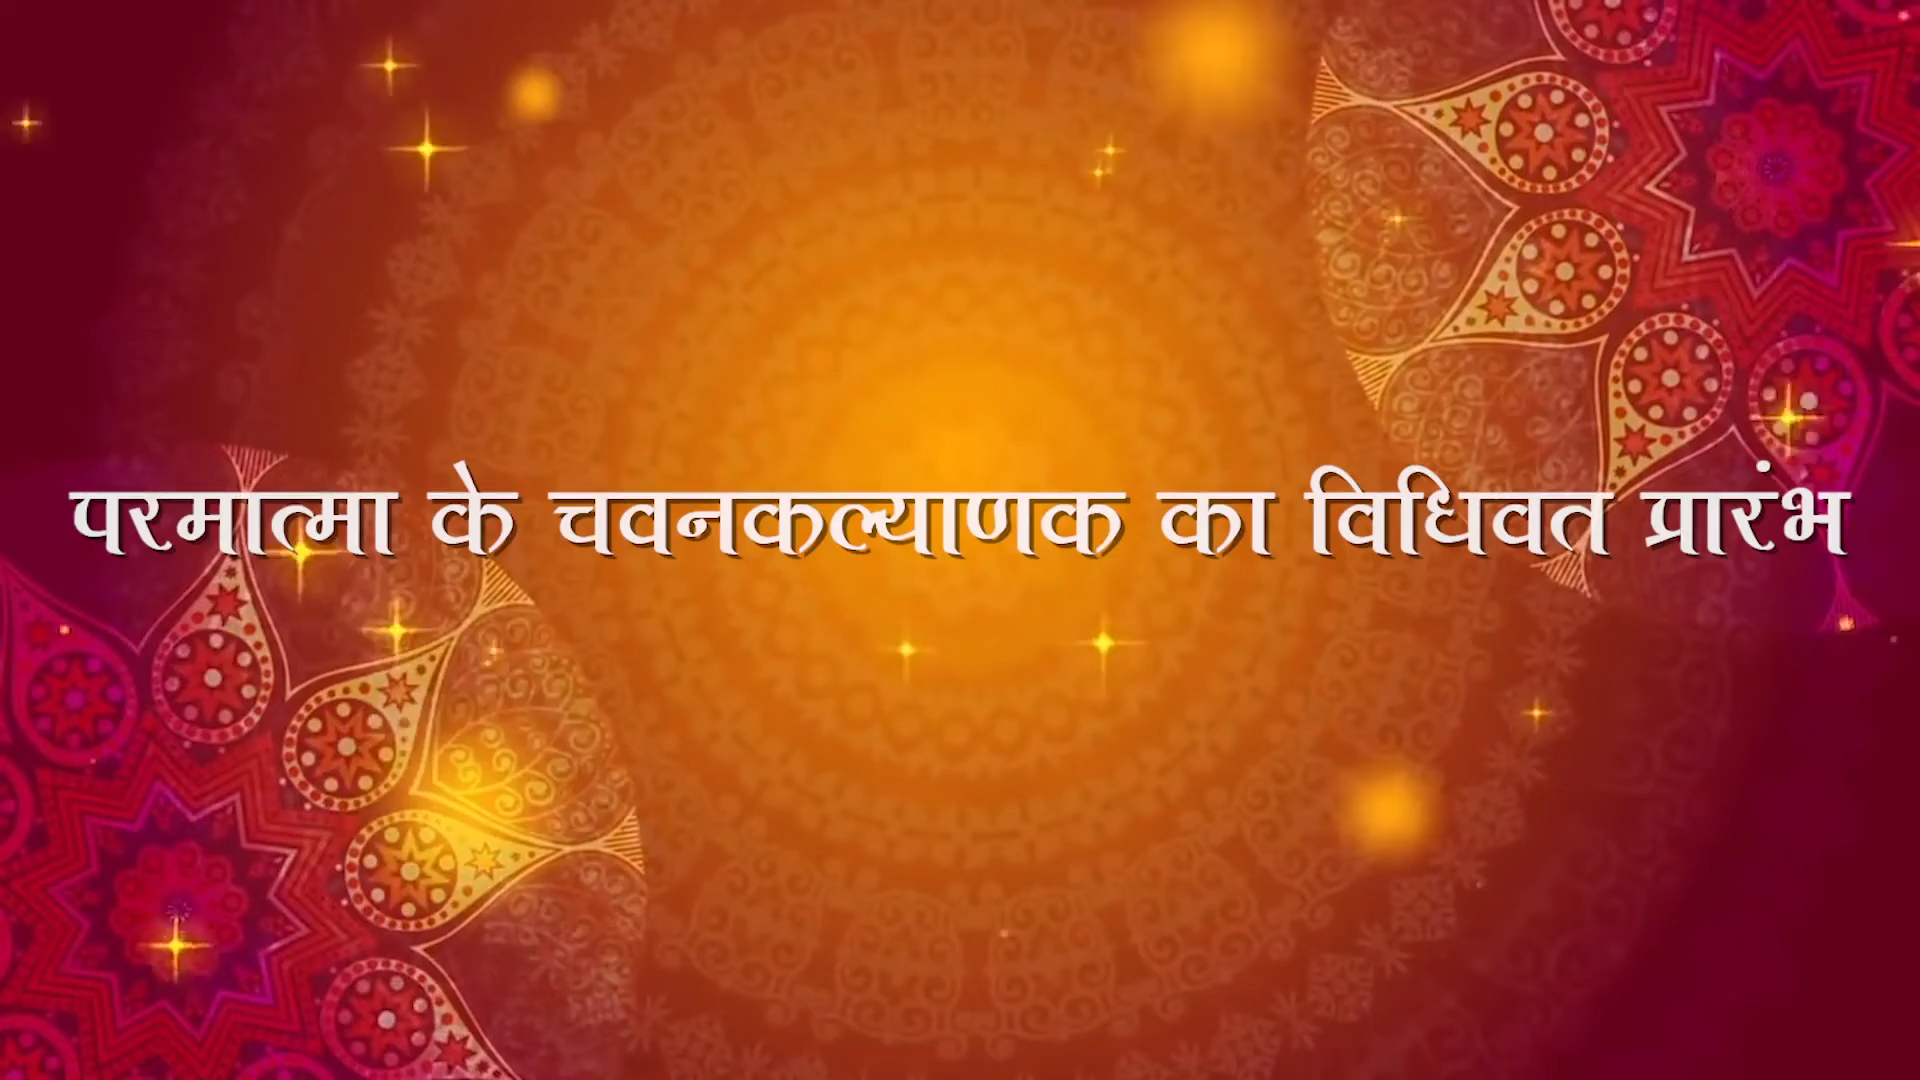 परमात्मा के चवनकल्याणक का विधिवत प्रारंभ